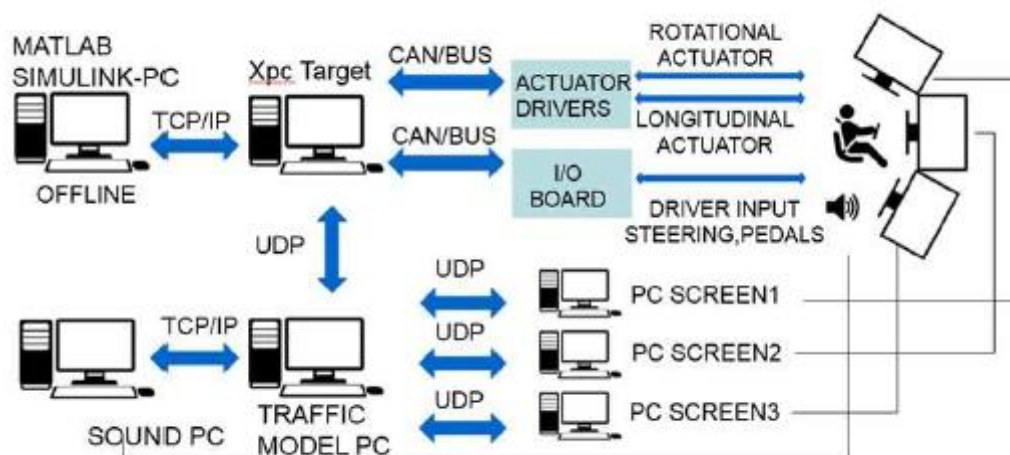 MATLAB
SIMULINK-PC
TCP/IP
OFFLINE
Xpc Target
CAN/BUS
CAN/BUS
ACTUATOR
DRIVERS
I/O
BOARD
ROTATIONAL
ACTUATOR
LONGITUDINAL
ACTUATOR
DRIVER INPUT
STEERING,PEDALS
UDP
TCP/IP
SOUND PC
TRAFFIC
MODEL PC
UDP
PC SCREEN1
UDP
PC SCREEN2
UDP
PC SCREEN3